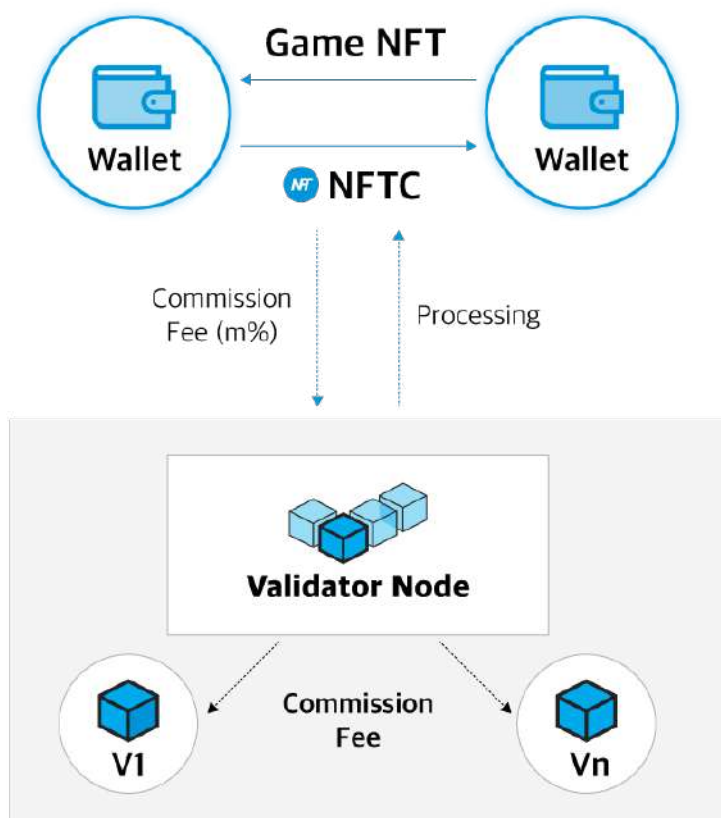 Game NFT
Wallet
Wallet
NFT NFTC
Commission
Fee (m%)
Processing
Validator Node
Commission
Fee
V1
Vn